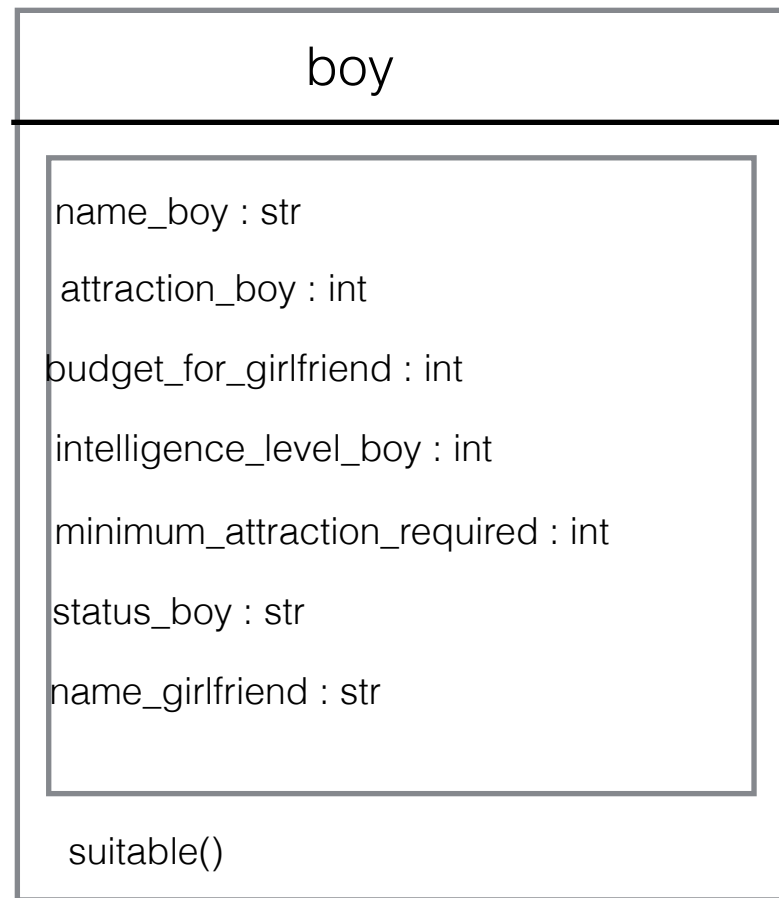 boy
name_boy : str
attraction_boy : int
budget_for_girlfriend : int
intelligence_level_boy : int
minimum_attraction_required : int
status_boy : str
name_girlfriend : str
suitable()